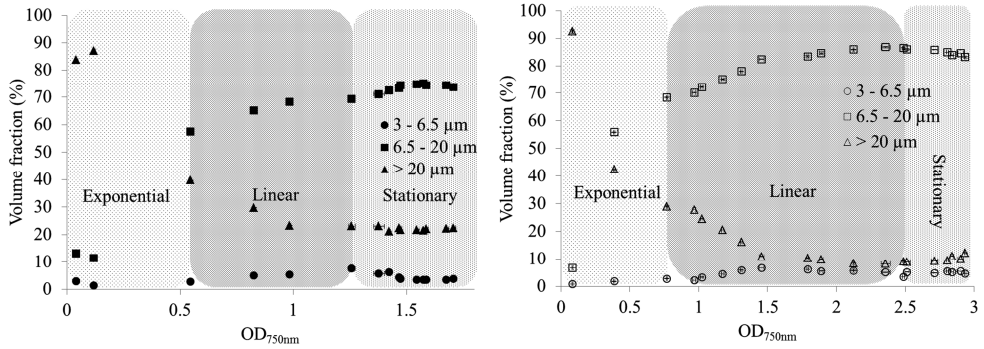 Volume fraction (%)
100
90
80
70
60
50
40
30
20
10
0
3 - 6.5 µm
6.5 - 20 µm
> 20 µm
Exponential
Linear
Stationary
0
0.5
1
1.5
OD750nm
Volume fraction (%)
100
90
80
70
60
50
40
30
20
10
0
3 - 6.5 µm
6.5 - 20 µm
> 20 µm
Exponential
Linear
Stationary
0
0.5
1
1.5
2
2.5
3
OD750nm